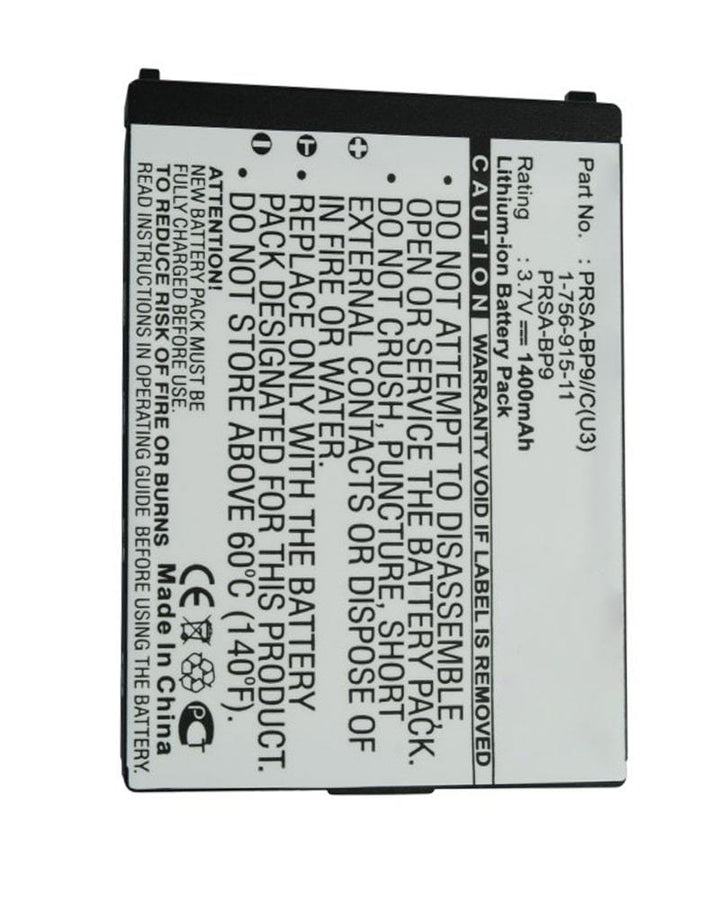 Part No. : PRSA-BP9//C(U3)
1-756-915-11
PRSA-BP9
Rating : 3.7V 1400mAh
Lithium-ion Battery Pack
CAUTION WARRANTY VOID IF LABEL IS REMOVED
• DO NOT ATTEMPT TO DISASSEMBLE,
OPEN OR SERVICE THE BATTERY PACK.
• DO NOT CRUSH, PUNCTURE, SHORT
EXTERNAL CONTACTS OR DISPOSE OF
IN FIRE OR WATER.
• REPLACE ONLY WITH THE BATTERY
PACK DESIGNATED FOR THIS PRODUCT.
• DO NOT STORE ABOVE 60ºC (140ºF).
+
T
−
ATTENTION!
NEW BATTERY PACK MUST BE
FULLY CHARGED BEFORE USE.
TO REDUCE RISK OF FIRE OR BURNS
READ INSTRUCTIONS IN OPERATING GUIDE BEFORE USING THE BATTERY.
CE
PCT
Made In China